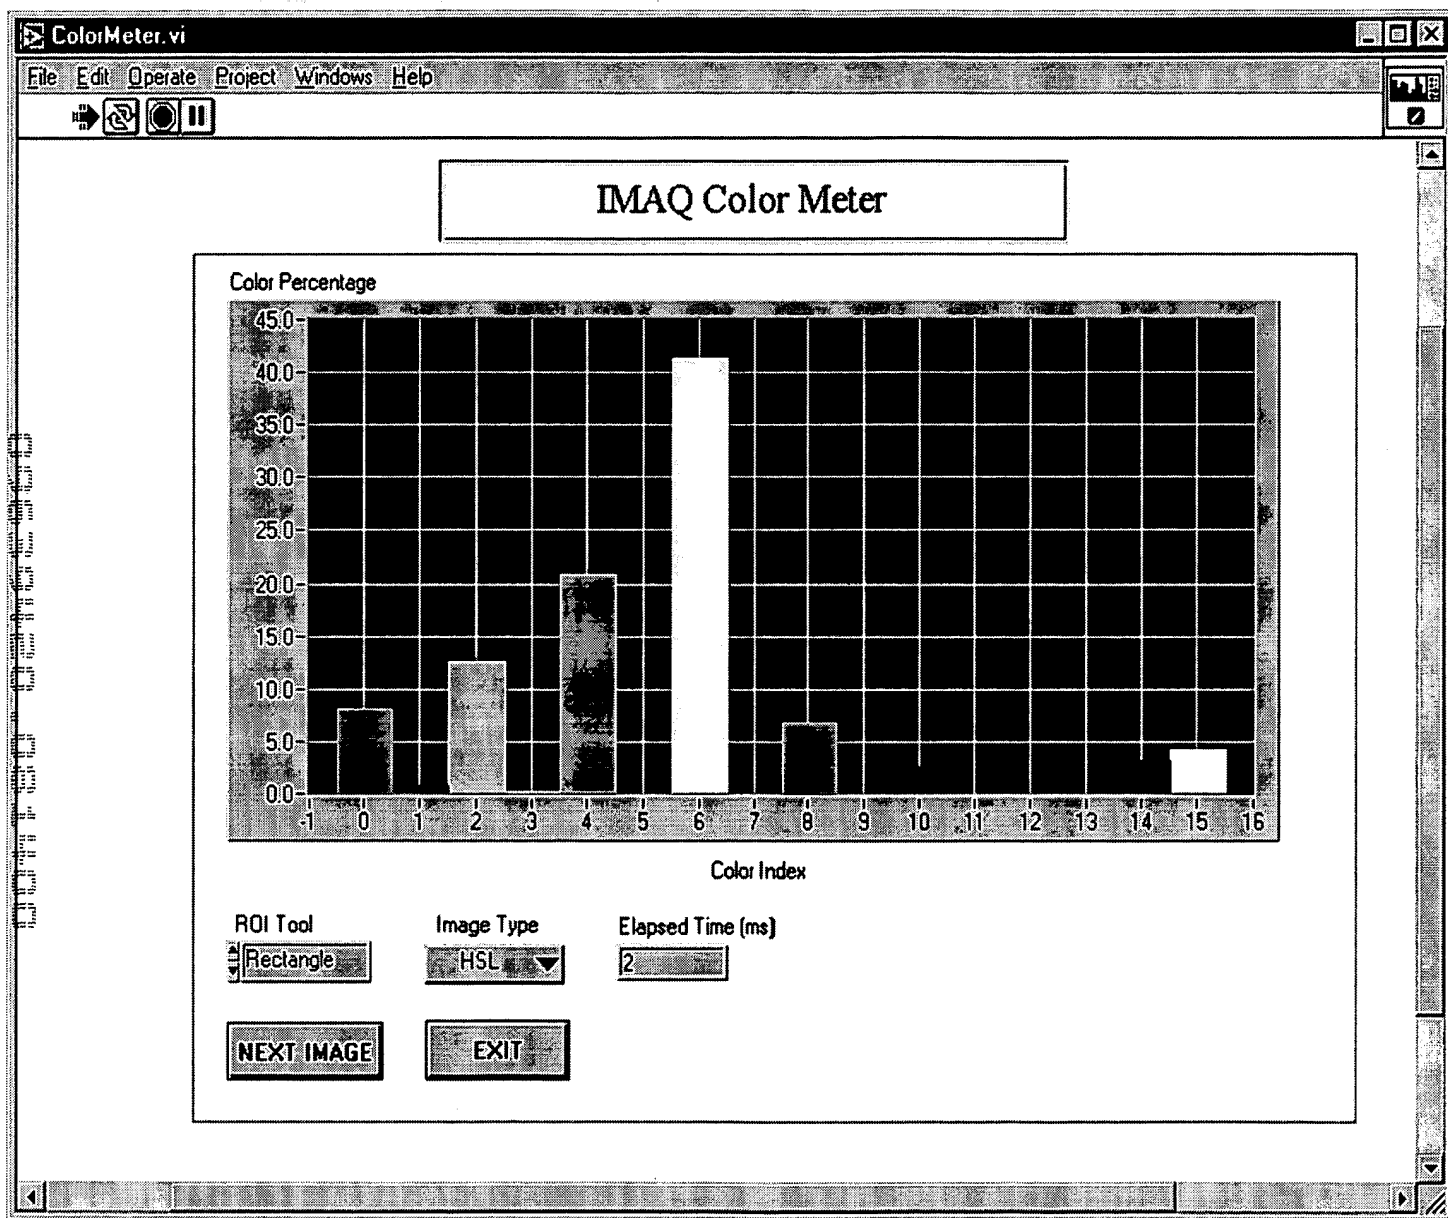 ColorMeter.vi
File Edit Operate Project Windows Help
IMAQ Color Meter
Color Percentage
45.0
40.0
35.0
30.0
25.0
20.0
15.0
10.0
5.0
0.0
-1 0 1 2 3 4 5 6 7 8 9 10 11 12 13 14 15 16
Color Index
ROI Tool Image Type Elapsed Time (ms)
Rectangle HSL 2
NEXT IMAGE EXIT